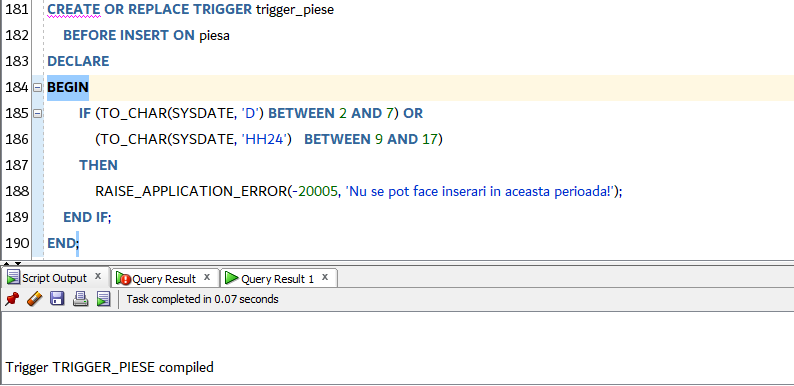 181 CREATE OR REPLACE TRIGGER trigger_piese
182 BEFORE INSERT ON piesa
183 DECLARE
184 BEGIN
185 IF (TO_CHAR(SYSDATE, 'D') BETWEEN 2 AND 7) OR
186 (TO_CHAR(SYSDATE, 'HH24') BETWEEN 9 AND 17)
187 THEN
188 RAISE_APPLICATION_ERROR(-20005, 'Nu se pot face inserari in aceasta perioada!');
189 END IF;
190 END;
Script Output x Query Result x Query Result 1 x
Task completed in 0.07 seconds
Trigger TRIGGER_PIESE compiled